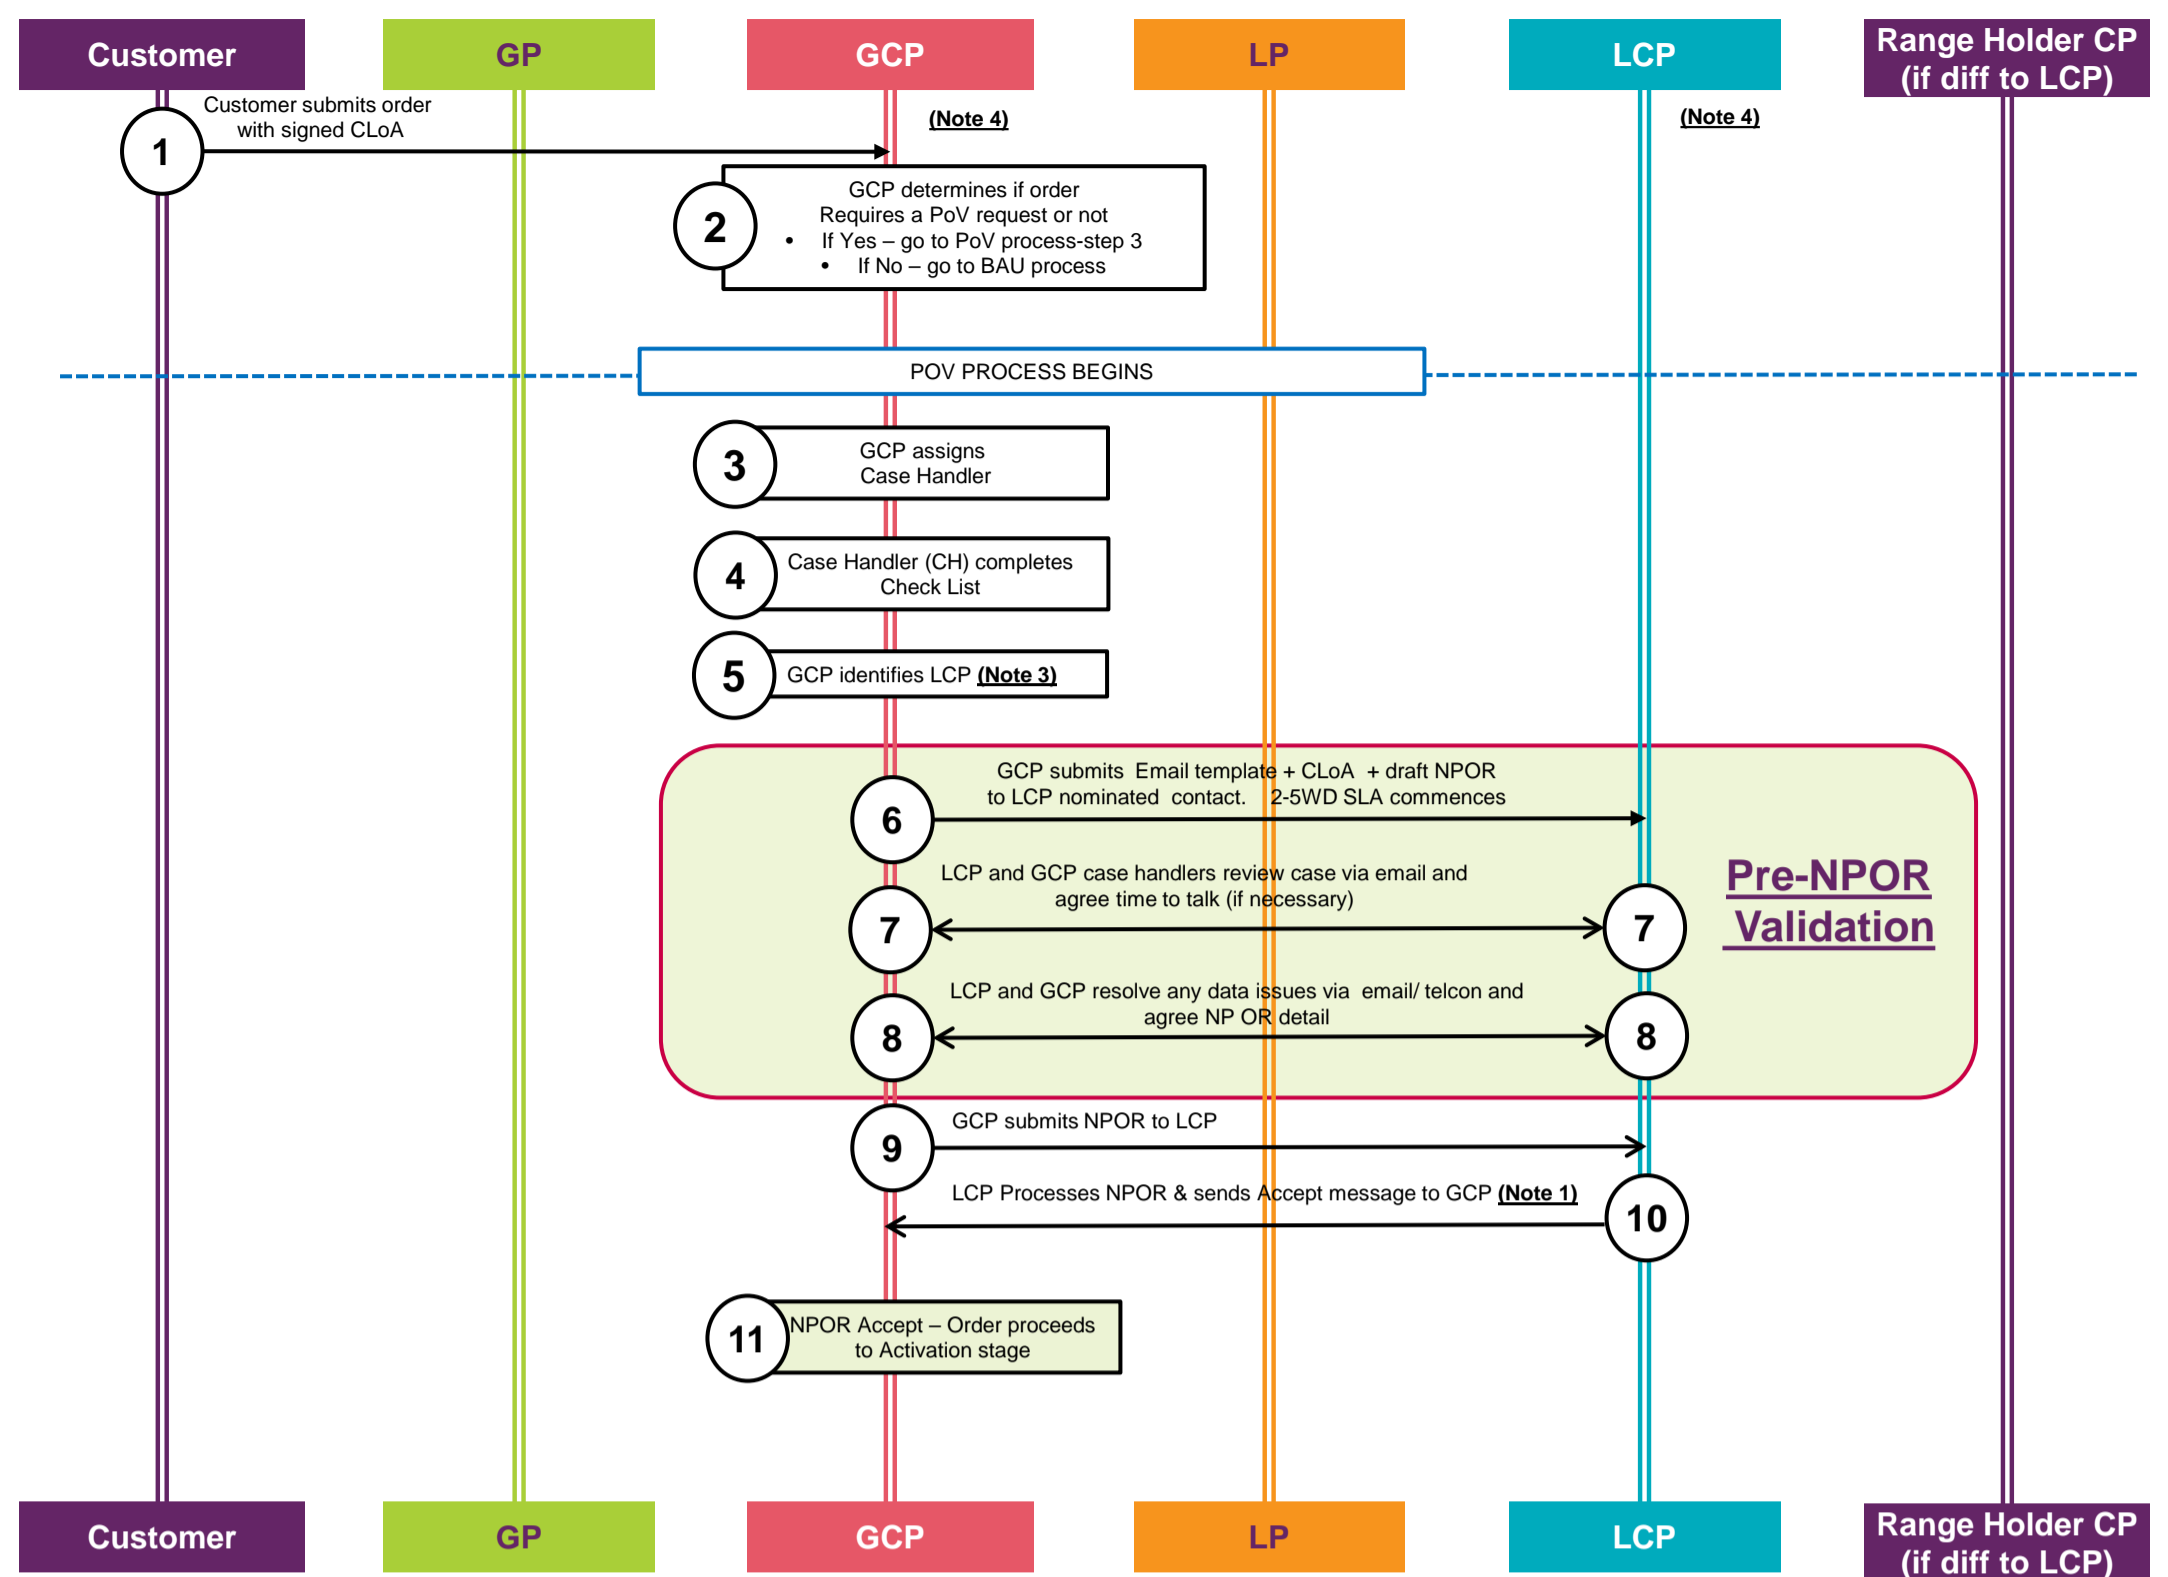 Customer
GP
GCP
LP
LCP
Range Holder CP
(if diff to LCP)
Customer submits order
with signed CLoA
(Note 4)
(Note 4)
1
2
GCP determines if order
Requires a PoV request or not
• If Yes – go to PoV process-step 3
• If No – go to BAU process
POV PROCESS BEGINS
3
GCP assigns
Case Handler
4
Case Handler (CH) completes
Check List
5
GCP identifies LCP (Note 3)
GCP submits Email template + CLoA + draft NPOR
to LCP nominated contact. 2-5WD SLA commences
6
LCP and GCP case handlers review case via email and
agree time to talk (if necessary)
7
7
Pre-NPOR
Validation
LCP and GCP resolve any data issues via email/ telcon and
agree NP OR detail
8
8
GCP submits NPOR to LCP
9
LCP Processes NPOR & sends Accept message to GCP (Note 1)
10
11
NPOR Accept – Order proceeds
to Activation stage
Customer
GP
GCP
LP
LCP
Range Holder CP
(if diff to LCP)